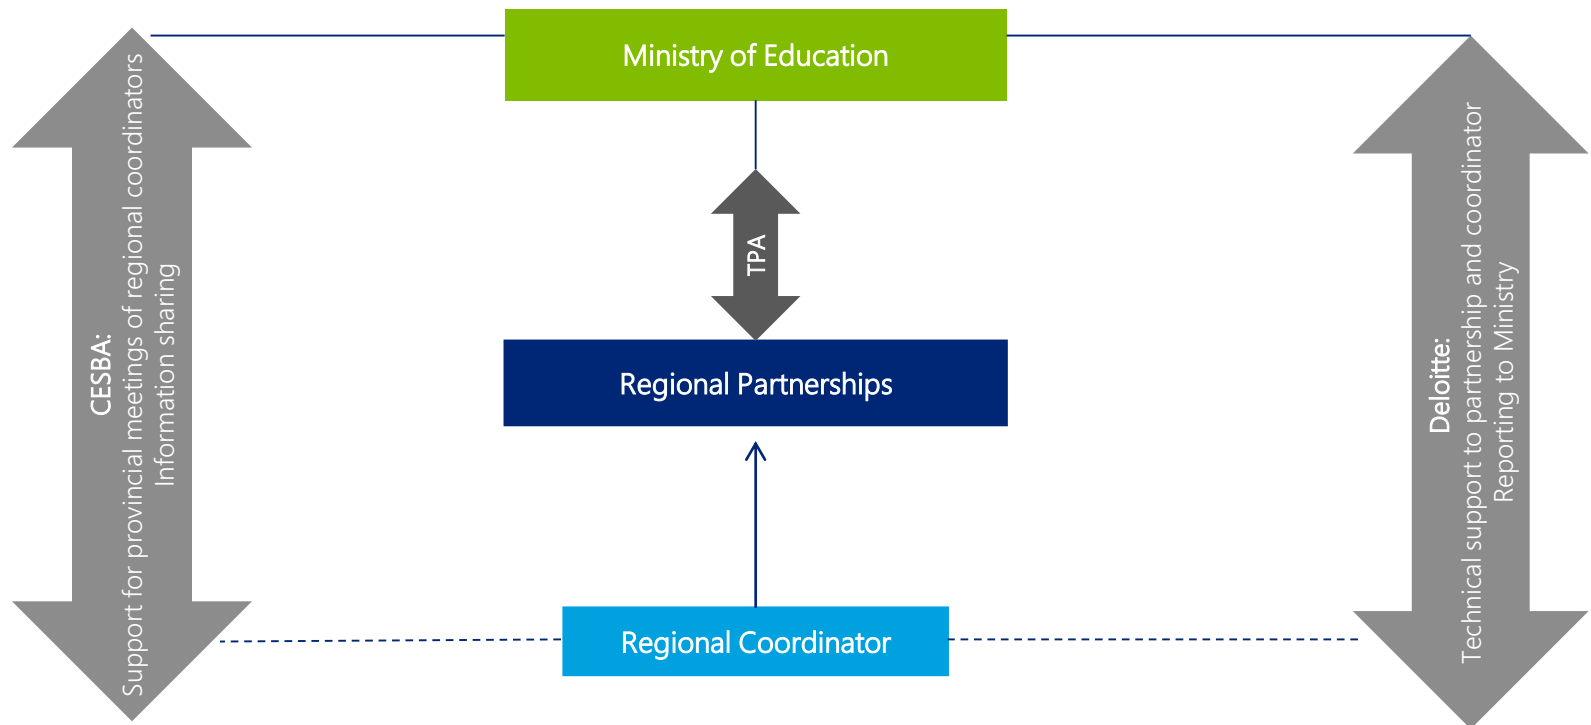 Ministry of Education
CESBA:
Support for provincial meetings of regional coordinators
Information sharing
TPA
Deloitte:
Technical support to partnership and coordinator
Reporting to Ministry
Regional Partnerships
Regional Coordinator